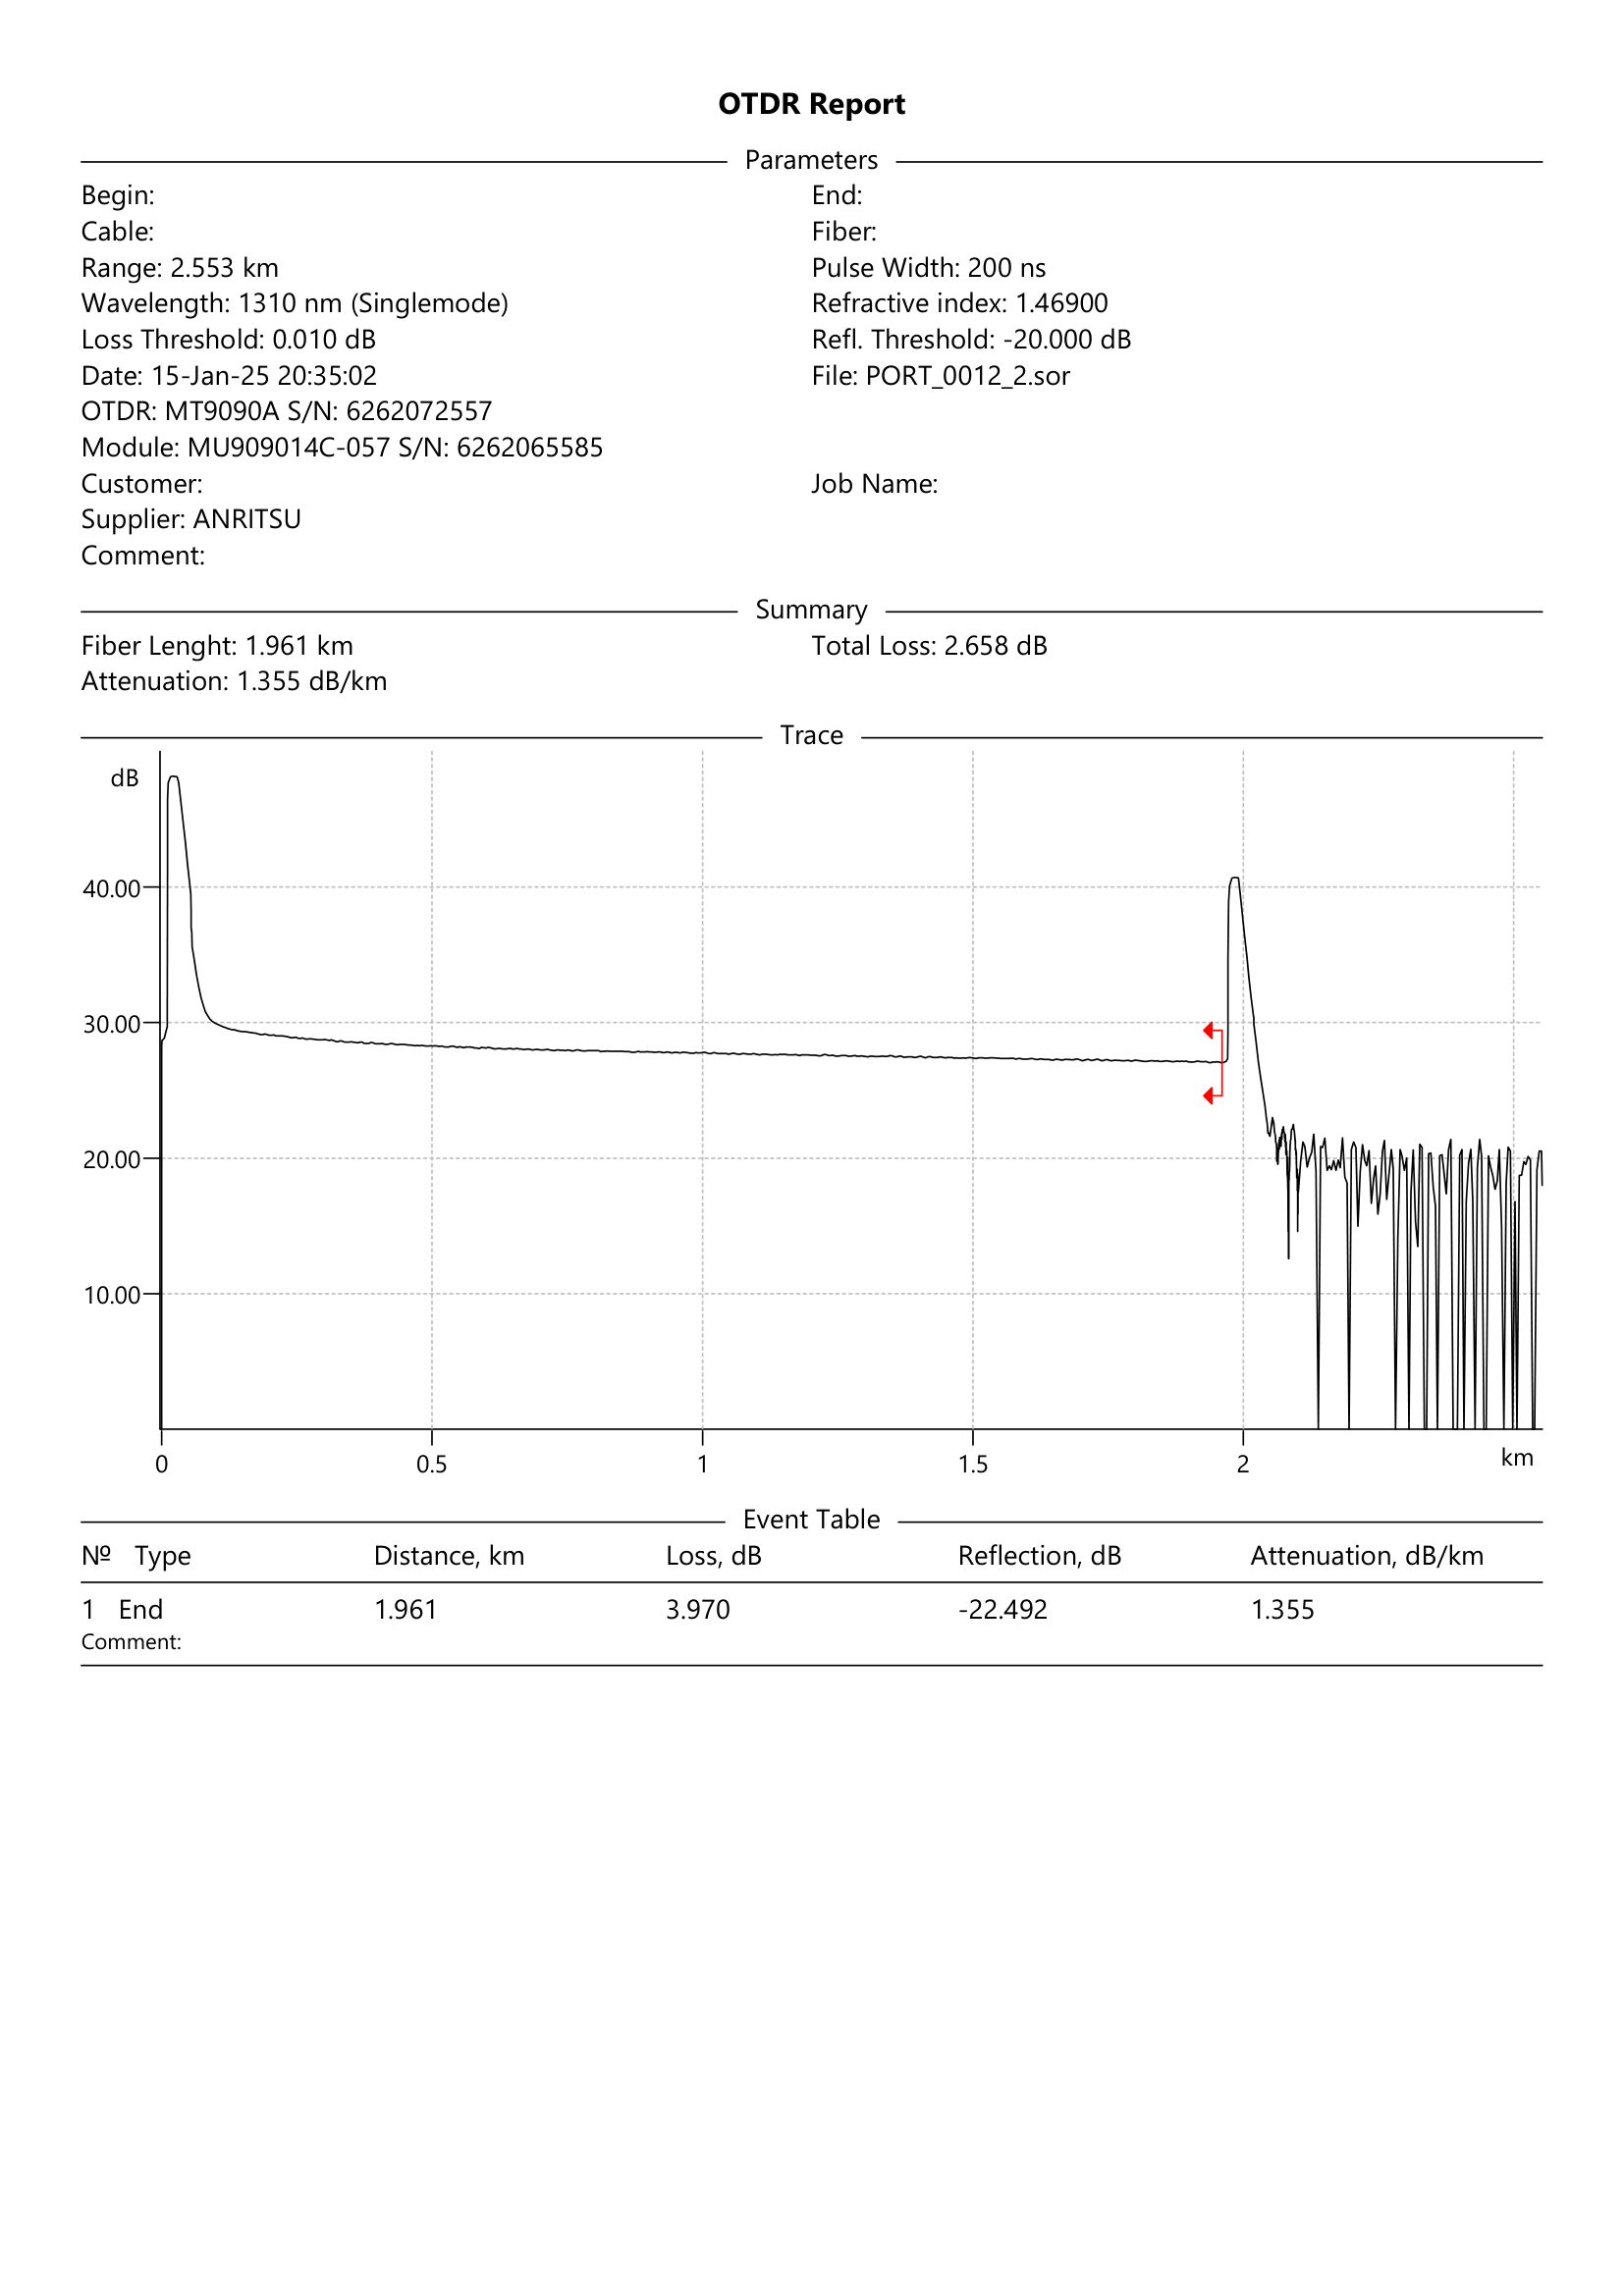 OTDR Report
Parameters
Begin: End:
Cable: Fiber:
Range: 2.553 km Pulse Width: 200 ns
Wavelength: 1310 nm (Singlemode) Refractive index: 1.46900
Loss Threshold: 0.010 dB Refl. Threshold: -20.000 dB
Date: 15-Jan-25 20:35:02 File: PORT_0012_2.sor
OTDR: MT9090A S/N: 6262072557
Module: MU909014C-057 S/N: 6262065585
Customer: Job Name:
Supplier: ANRITSU
Comment:
Summary
Fiber Lenght: 1.961 km Total Loss: 2.658 dB
Attenuation: 1.355 dB/km
Trace
dB
40.00
30.00
20.00
10.00
0 0.5 1 1.5 2 km
Event Table
Nº Type Distance, km Loss, dB Reflection, dB Attenuation, dB/km
1 End 1.961 3.970 -22.492 1.355
Comment: